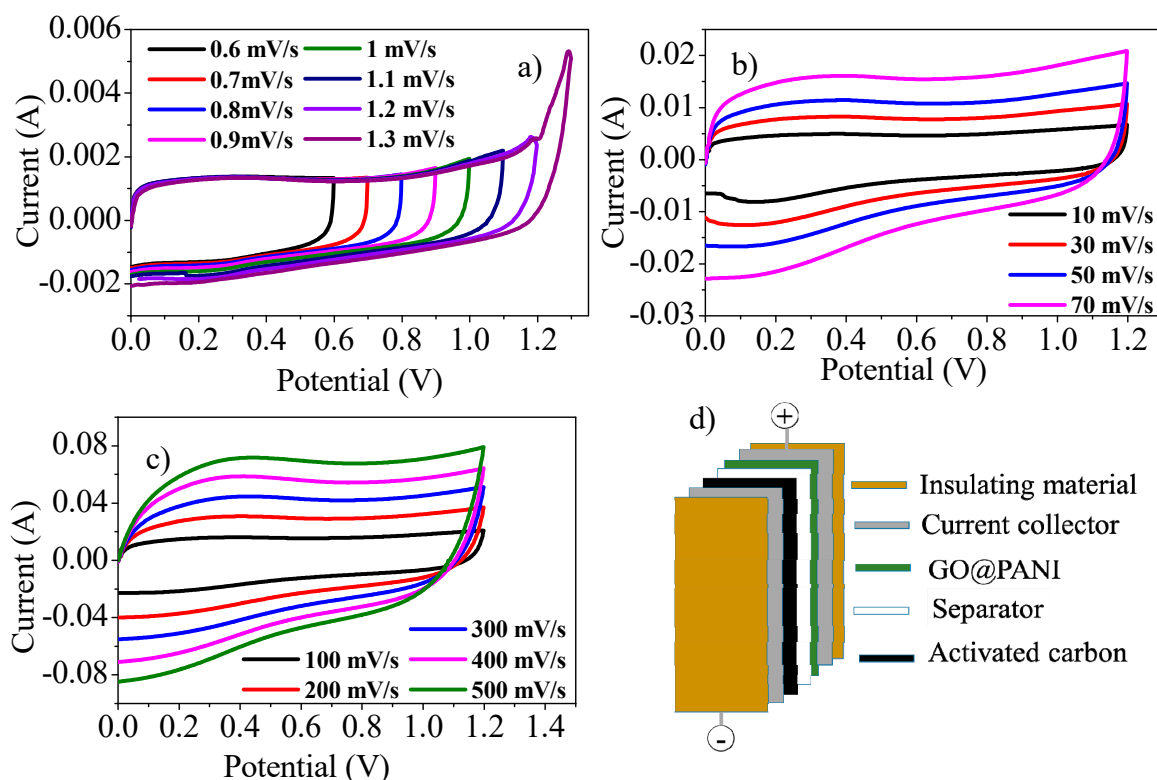 a)
0.6 mV/s 1 mV/s
0.7mV/s 1.1 mV/s
0.8mV/s 1.2 mV/s
0.9mV/s 1.3 mV/s
0.006
0.004
0.002
0.000
-0.002
Current (A)
0.0 0.2 0.4 0.6 0.8 1.0 1.2
Potential (V)
b)
0.02
0.01
0.00
-0.01
-0.02
-0.03
Current (A)
10 mV/s
30 mV/s
50 mV/s
70 mV/s
0.0 0.2 0.4 0.6 0.8 1.0 1.2
Potential (V)
c)
0.08
0.04
0.00
-0.04
-0.08
Current (A)
300 mV/s
100 mV/s 400 mV/s
200 mV/s 500 mV/s
0.0 0.2 0.4 0.6 0.8 1.0 1.2 1.4
Potential (V)
d)
+
Insulating material
Current collector
GO@PANI
Separator
Activated carbon
-